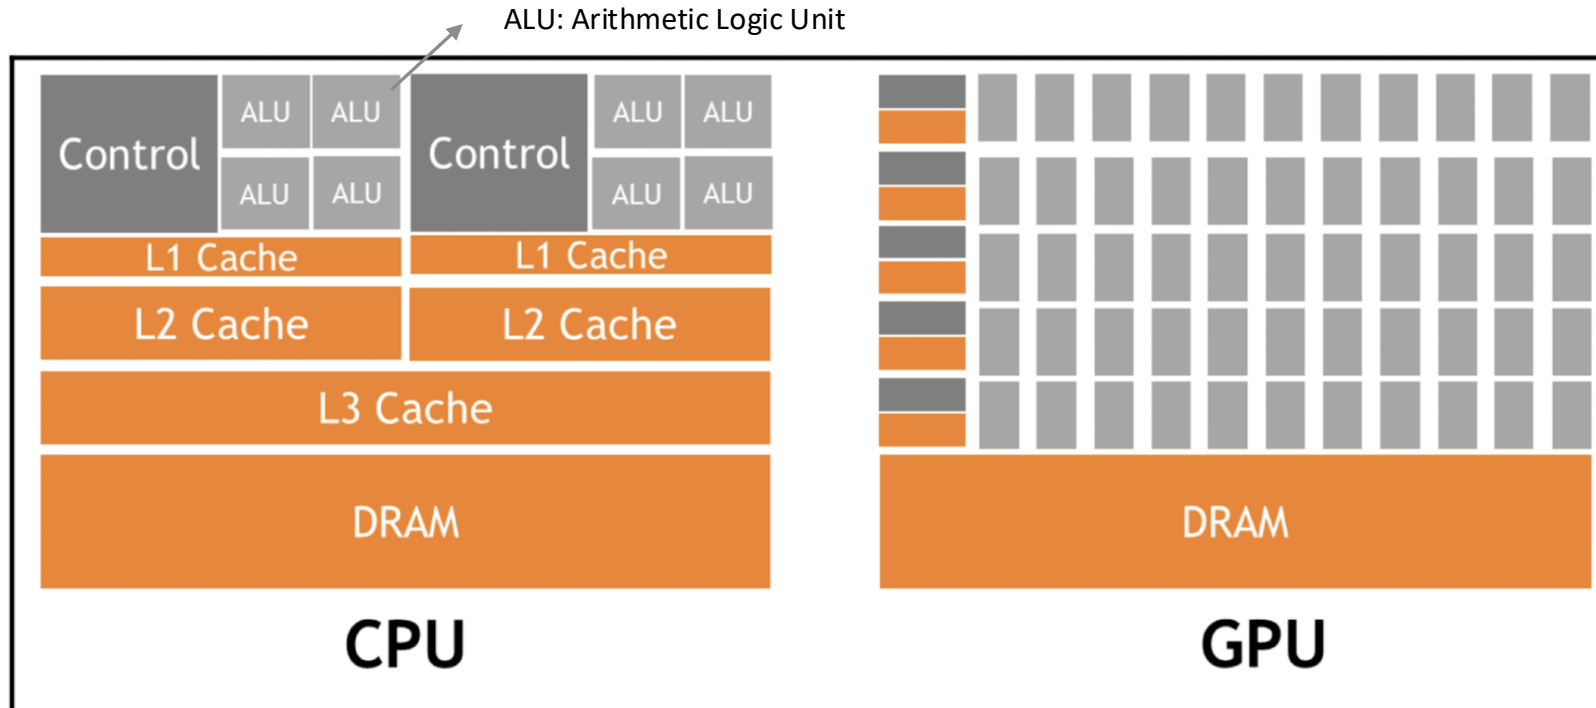 ALU: Arithmetic Logic Unit
Control
ALU
ALU
ALU
ALU
Control
ALU
ALU
ALU
ALU
L1 Cache
L1 Cache
L2 Cache
L2 Cache
L3 Cache
DRAM
CPU
DRAM
GPU